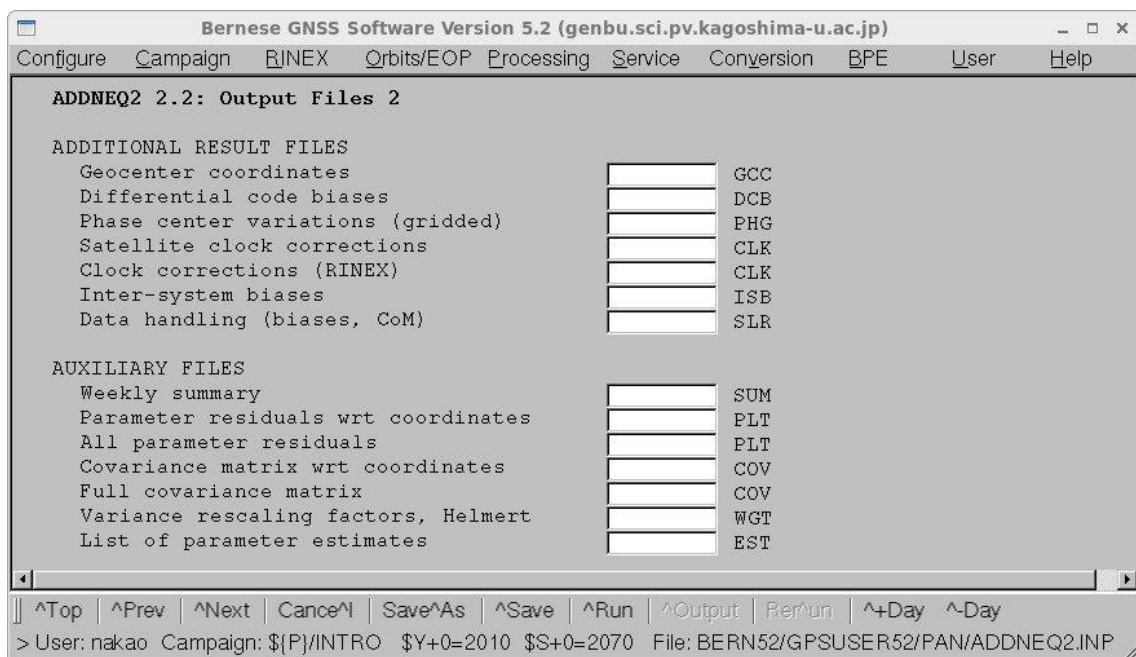 Bernese GNSS Software Version 5.2 (genbu.sci.pv.kagoshima-u.ac.jp)
Configure Campaign RINEX Orbits/EOP Processing Service Conversion BPE User Help
ADDNEQ2 2.2: Output Files 2
ADDITIONAL RESULT FILES
Geocenter coordinates GCC
Differential code biases DCB
Phase center variations (gridded) PHG
Satellite clock corrections CLK
Clock corrections (RINEX) CLK
Inter-system biases ISB
Data handling (biases, CoM) SLR
AUXILIARY FILES
Weekly summary SUM
Parameter residuals wrt coordinates PLT
All parameter residuals PLT
Covariance matrix wrt coordinates COV
Full covariance matrix COV
Variance rescaling factors, Helmert WGT
List of parameter estimates EST
^Top ^Prev ^Next Cance^l Save^As ^Save ^Run ^Output Rer^un ^+Day ^-Day
> User: nakao Campaign: ${P}/INTRO $Y+0=2010 $S+0=2070 File: BERN52/GPSUSER52/PAN/ADDNEQ2.INP